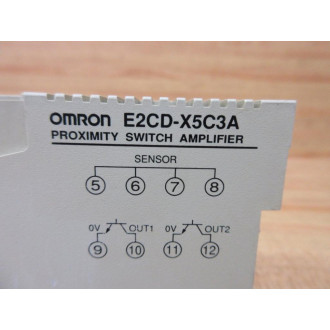 OMRON E2CD-X5C3A
PROXIMITY SWITCH AMPLIFIER
SENSOR
5 6 7 8
0V OUT1 0V OUT2
9 10 11 12